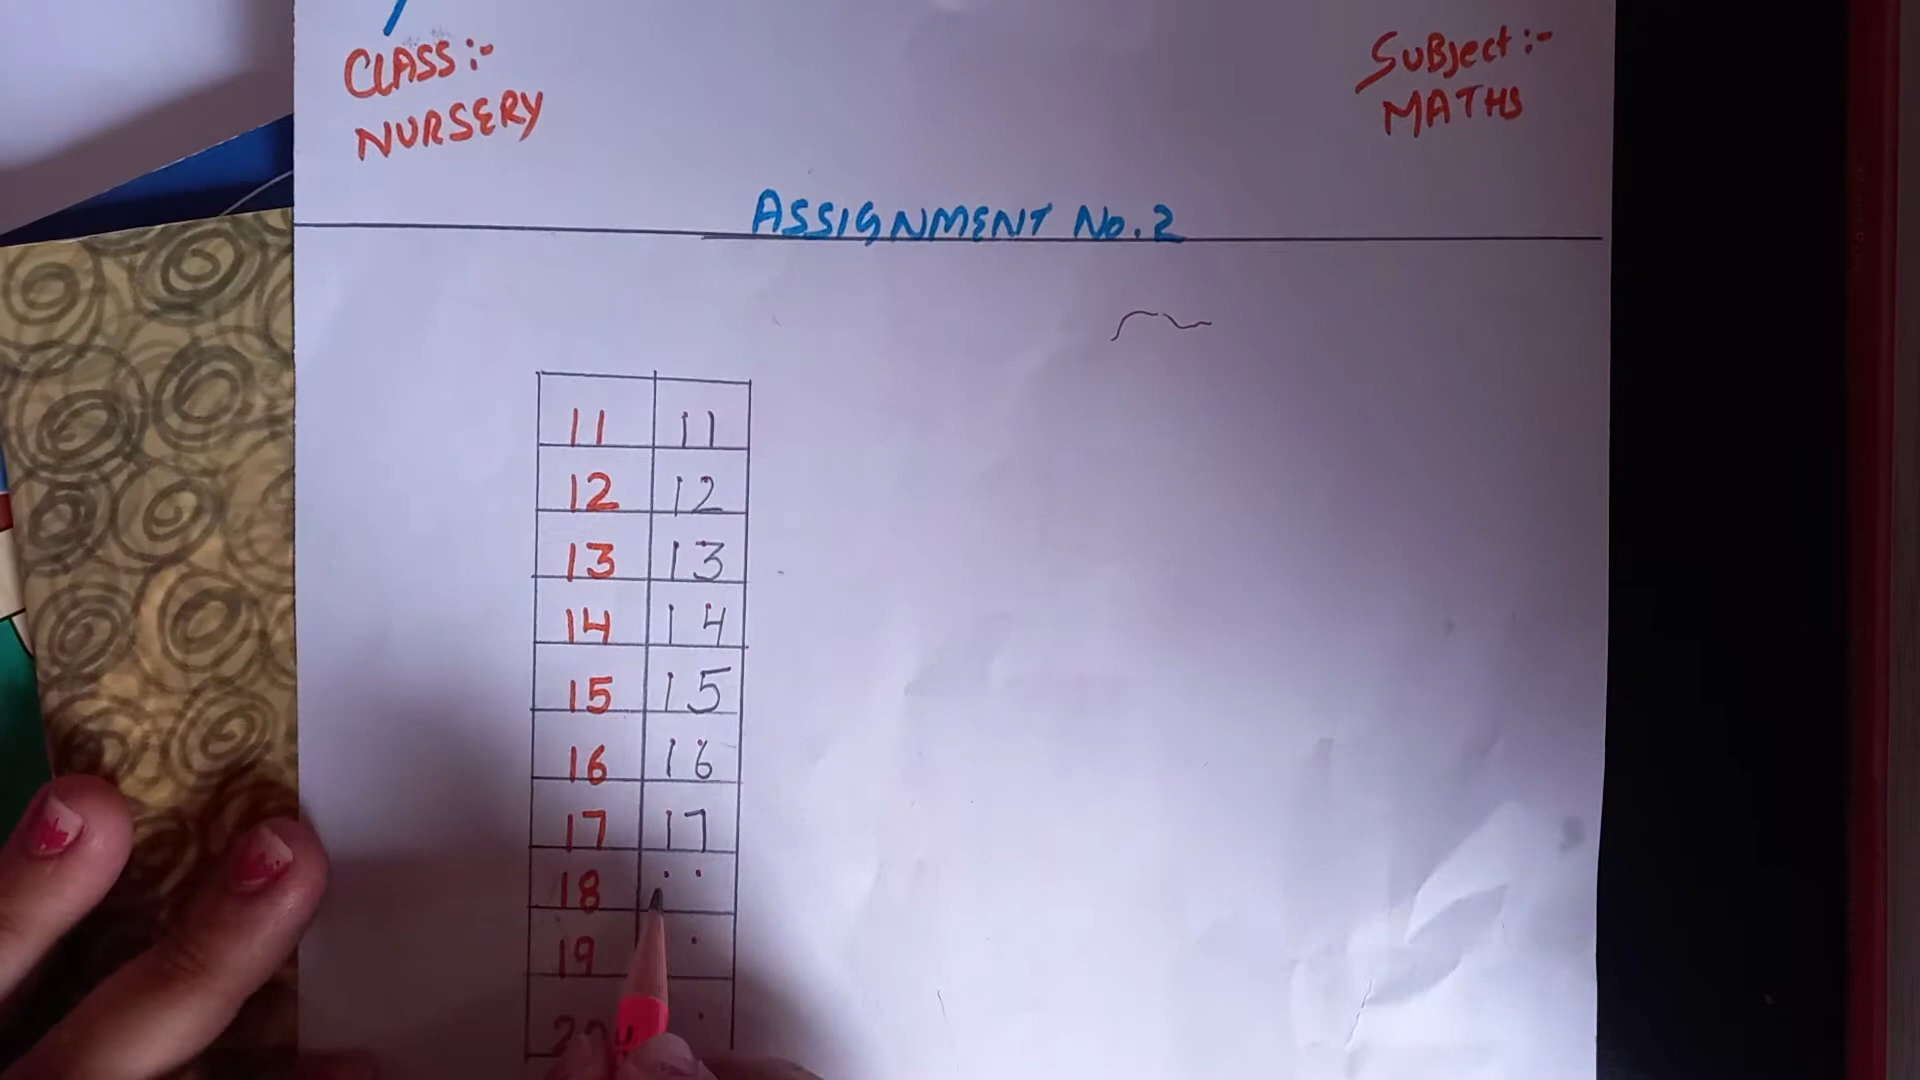 CLASS:-
NURSERY
SUBJect:-
MATHS
ASSIGNMENT No.2
11 11
12 12
13 13
14 14
15 15
16 16
17 17
18
19